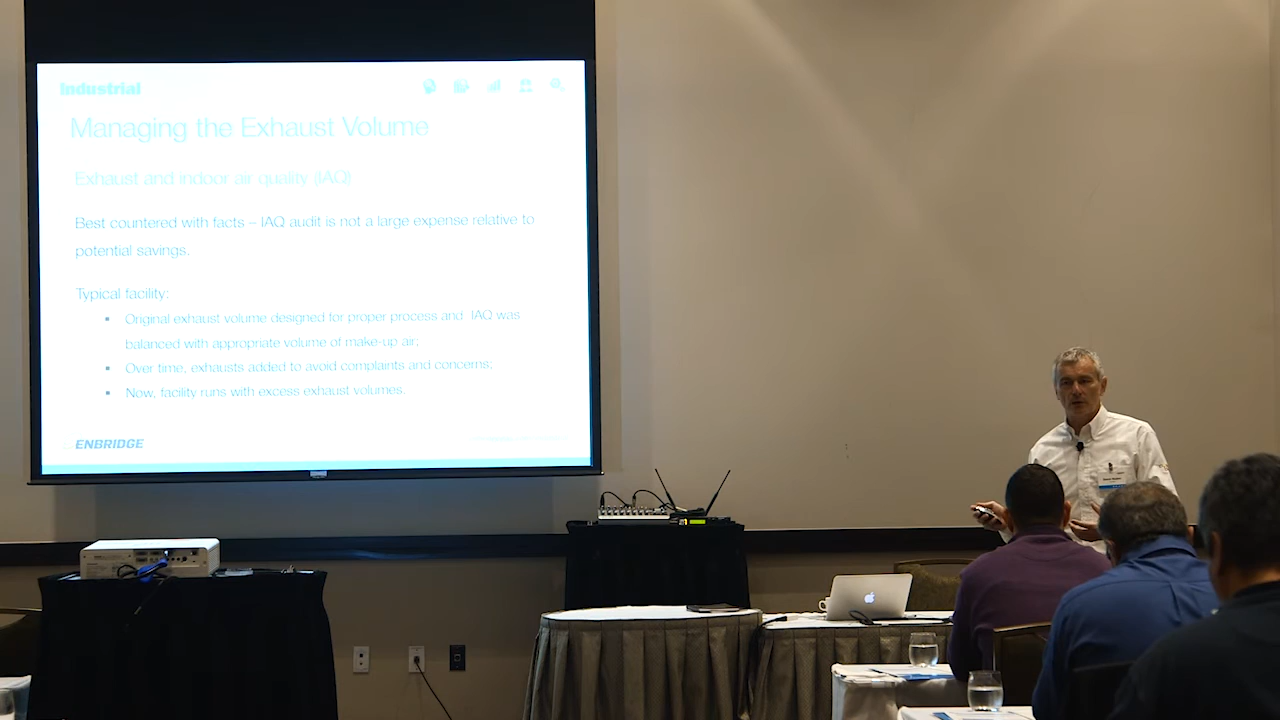 Industrial
Managing the Exhaust Volume
Exhaust and indoor air quality (IAQ)
Best countered with facts – IAQ audit is not a large expense relative to
potential savings.
Typical facility:
▪ Original exhaust volume designed for proper process and IAQ was
balanced with appropriate volume of make-up air;
▪ Over time, exhausts added to avoid complaints and concerns;
▪ Now, facility runs with excess exhaust volumes.
ENBRIDGE